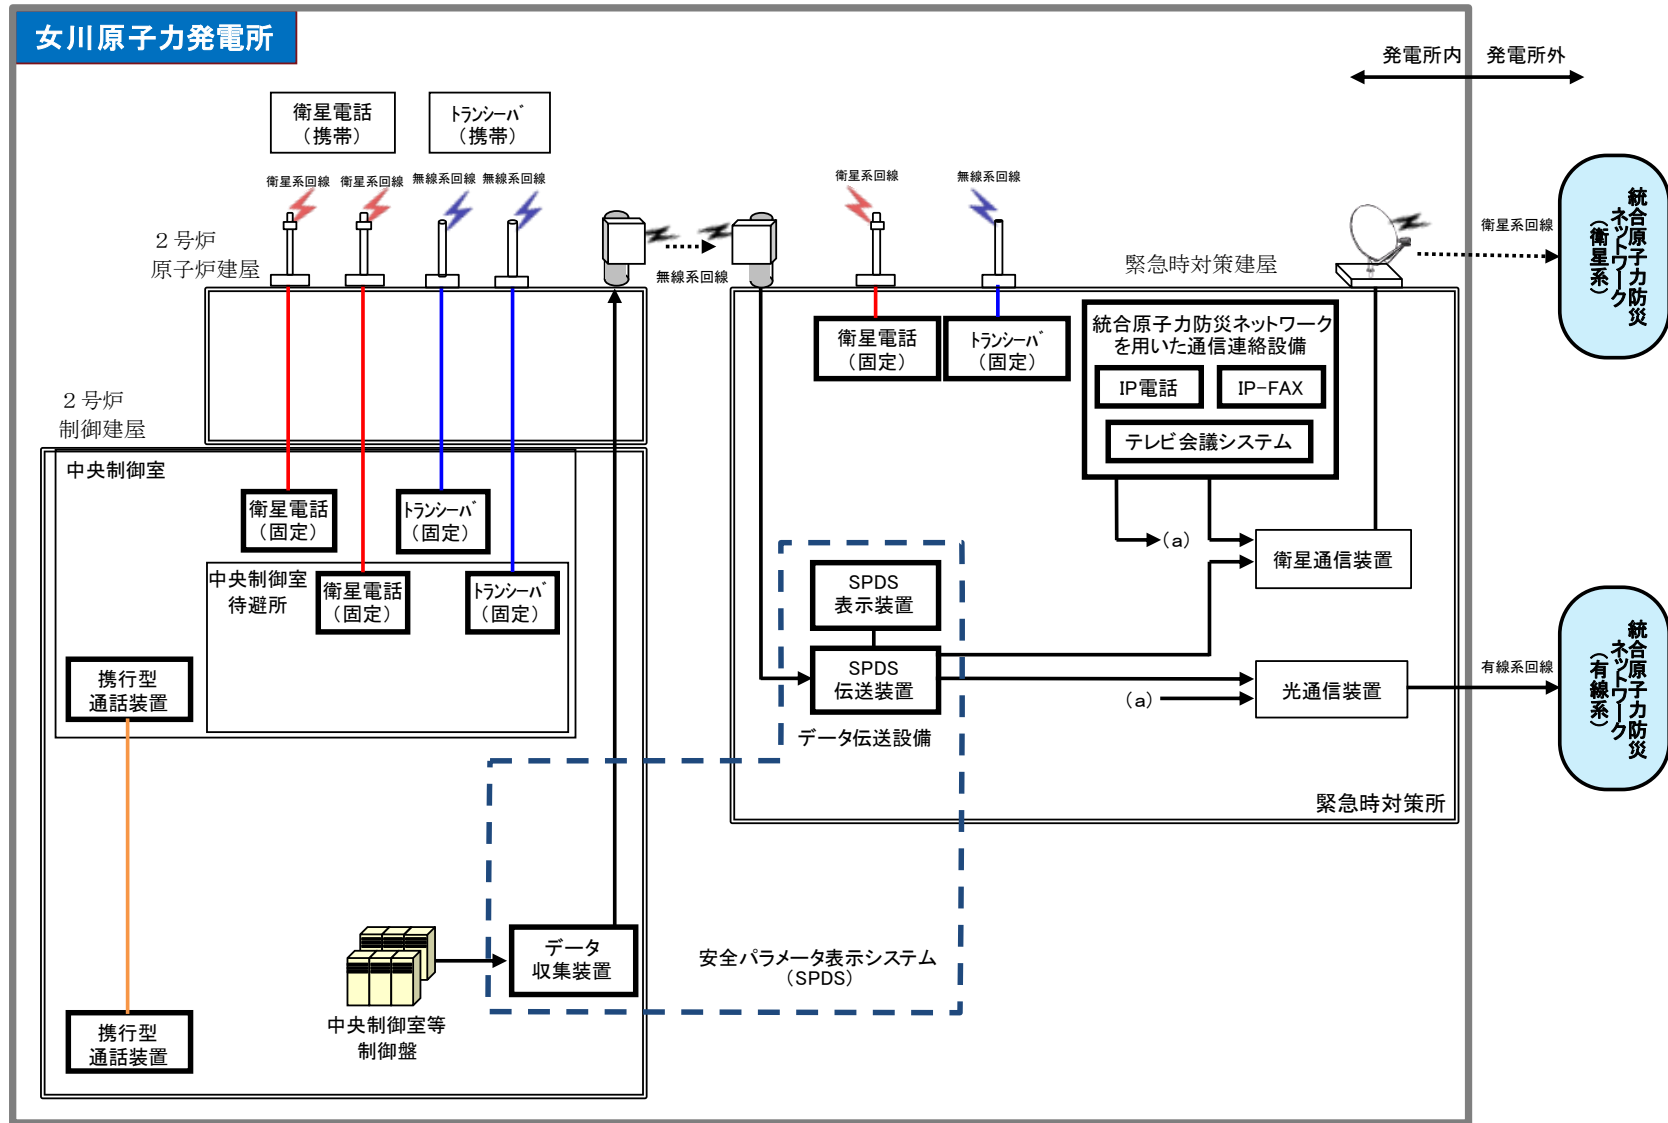 女川原子力発電所
発電所内
発電所外
衛星電話
（携帯）
トランシーバ
（携帯）
衛星系回線
衛星系回線
無線系回線
無線系回線
衛星系回線
無線系回線
２号炉
原子炉建屋
無線系回線
緊急時対策建屋
衛星系回線
統合原子力防災
ネットワーク
（衛星系）
衛星電話
（固定）
トランシーバ
（固定）
統合原子力防災ネットワーク
を用いた通信連絡設備
IP電話
IP-FAX
テレビ会議システム
２号炉
制御建屋
中央制御室
衛星電話
（固定）
トランシーバ
（固定）
(a)
衛星通信装置
中央制御室
待避所
衛星電話
（固定）
トランシーバ
（固定）
SPDS
表示装置
携行型
通話装置
SPDS
伝送装置
データ伝送設備
(a)
光通信装置
有線系回線
統合原子力防災
ネットワーク
（有線系）
緊急時対策所
データ
収集装置
安全パラメータ表示システム
（SPDS）
中央制御室等
制御盤
携行型
通話装置